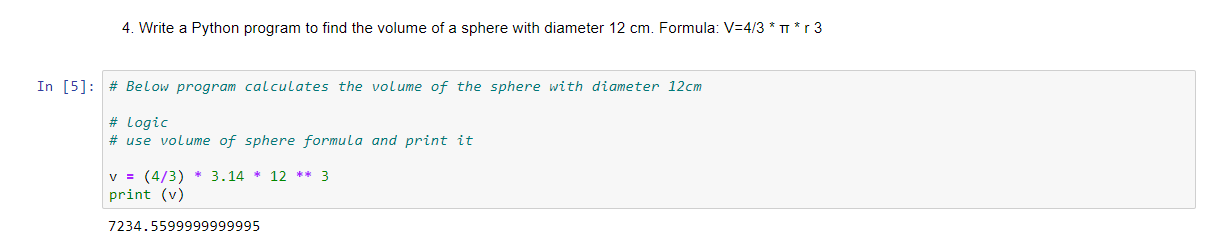 4. Write a Python program to find the volume of a sphere with diameter 12 cm. Formula: V=4/3 * π * r 3
In [5]: # Below program calculates the volume of the sphere with diameter 12cm
# logic
# use volume of sphere formula and print it
v = (4/3) * 3.14 * 12 ** 3
print (v)
7234.5599999999995